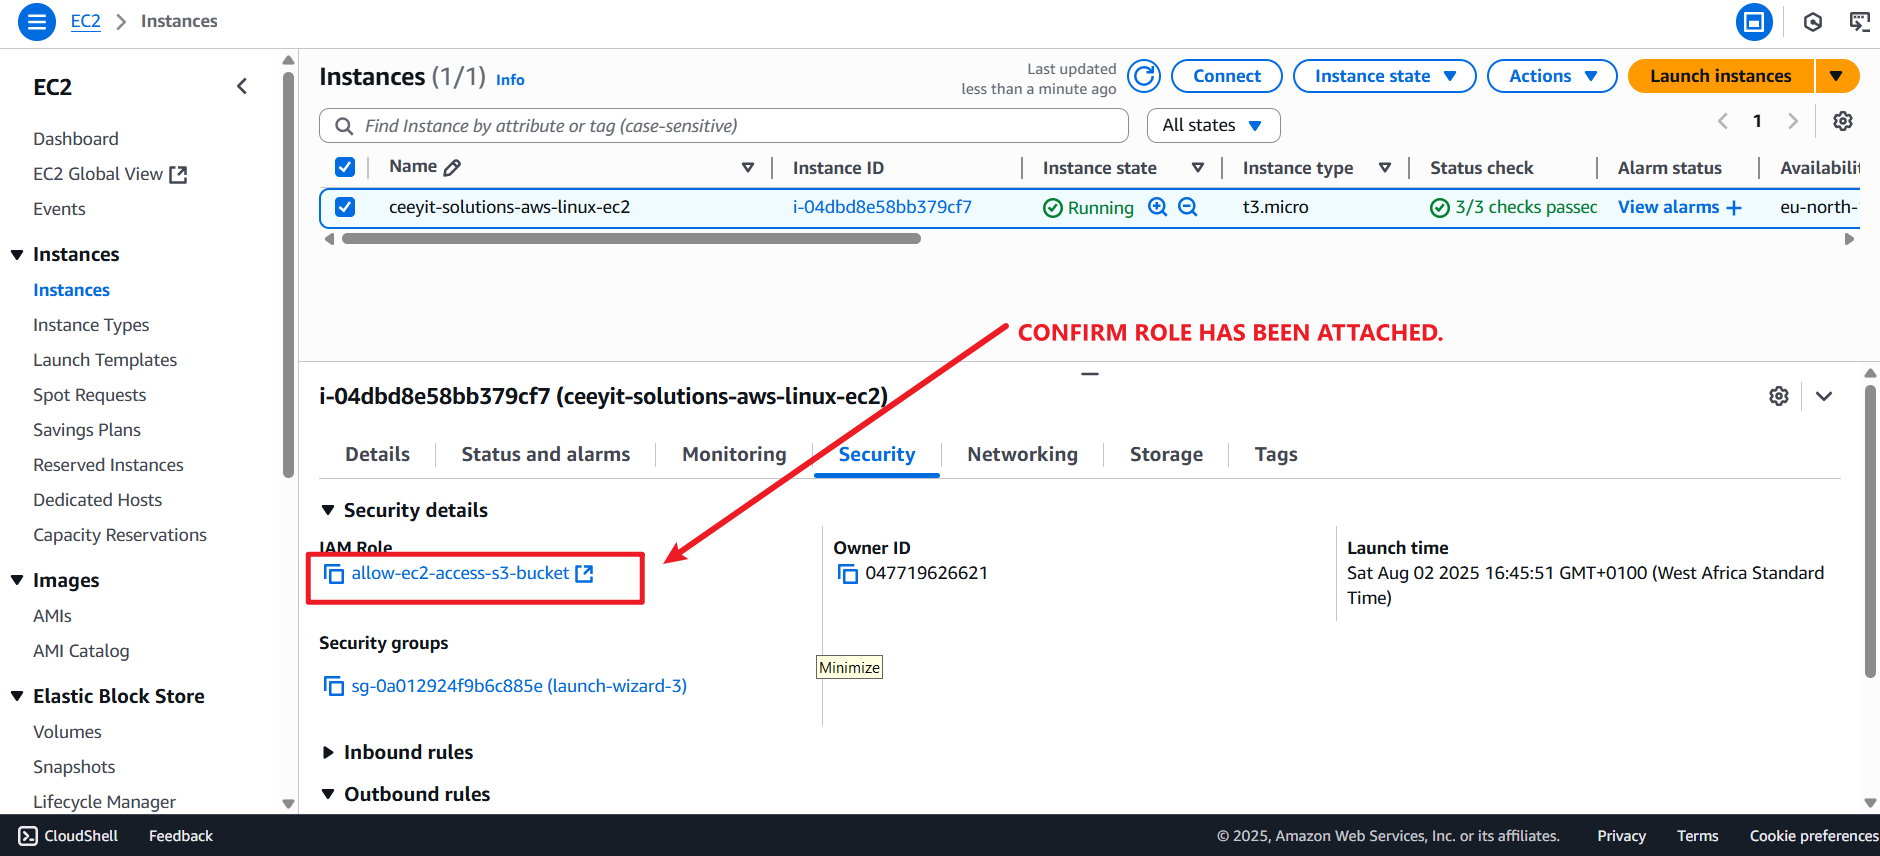 EC2 > Instances
EC2
Dashboard
EC2 Global View
Events
Instances
Instances
Instance Types
Launch Templates
Spot Requests
Savings Plans
Reserved Instances
Dedicated Hosts
Capacity Reservations
Images
AMIs
AMI Catalog
Elastic Block Store
Volumes
Snapshots
Lifecycle Manager
Instances (1/1) Info
Last updated
less than a minute ago
Connect
Instance state
Actions
Launch instances
Find Instance by attribute or tag (case-sensitive)
All states
1
Name Instance ID Instance state Instance type Status check Alarm status Availabilit
ceeyit-solutions-aws-linux-ec2 i-04dbd8e58bb379cf7 Running t3.micro 3/3 checks passed View alarms + eu-north-
CONFIRM ROLE HAS BEEN ATTACHED.
i-04dbd8e58bb379cf7 (ceeyit-solutions-aws-linux-ec2)
Details Status and alarms Monitoring Security Networking Storage Tags
Security details
IAM Role
allow-ec2-access-s3-bucket
Owner ID
047719626621
Launch time
Sat Aug 02 2025 16:45:51 GMT+0100 (West Africa Standard
Time)
Security groups
sg-0a012924f9b6c885e (launch-wizard-3)
Minimize
Inbound rules
Outbound rules
CloudShell Feedback © 2025, Amazon Web Services, Inc. or its affiliates. Privacy Terms Cookie preferences